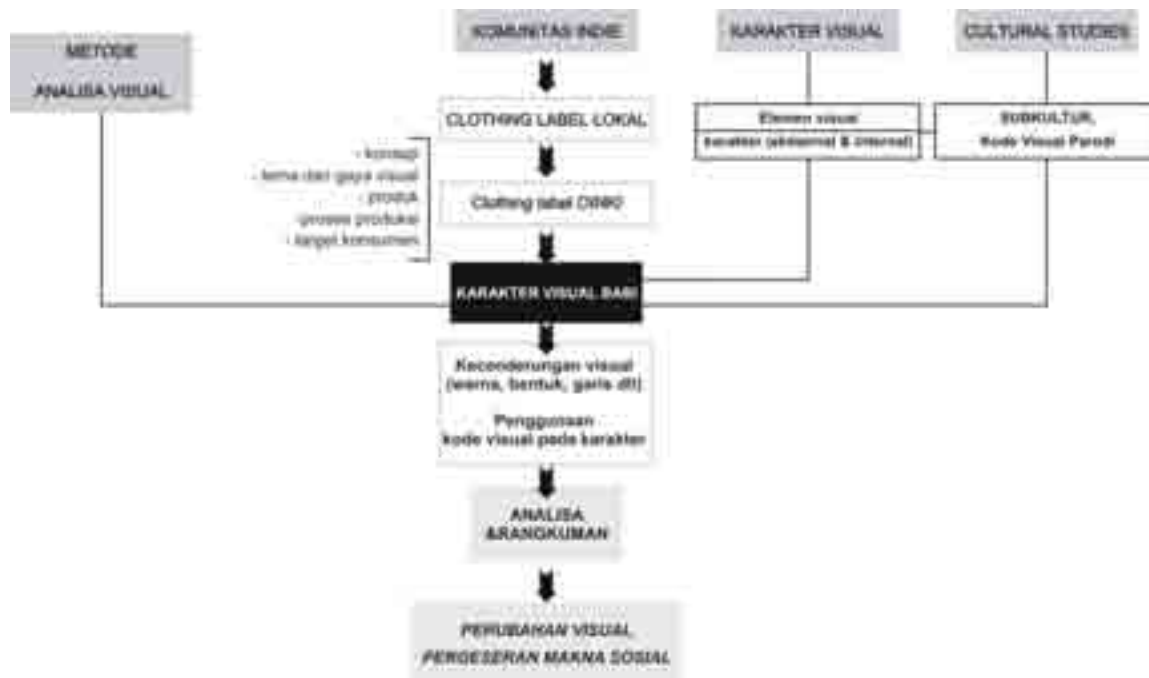 METODE
ANALISA VISUAL
KOMUNITAS INDIE
KARAKTER VISUAL
CULTURAL STUDIES
CLOTHING LABEL LOKAL
Elemen visual
karakter (eksternal & internal)
SUBKULTUR,
Kode Visual Parodi
- konsep
- tema dan gaya visual
- produk
-proses produksi
- target konsumen
Clothing label
KARAKTER VISUAL BABI
Kecenderungan visual
(warna, bentuk, garis dll)
Penggunaan
kode visual pada karakter
ANALISA
&RANGKUMAN
PERUBAHAN VISUAL
PERGESERAN MAKNA SOSIAL